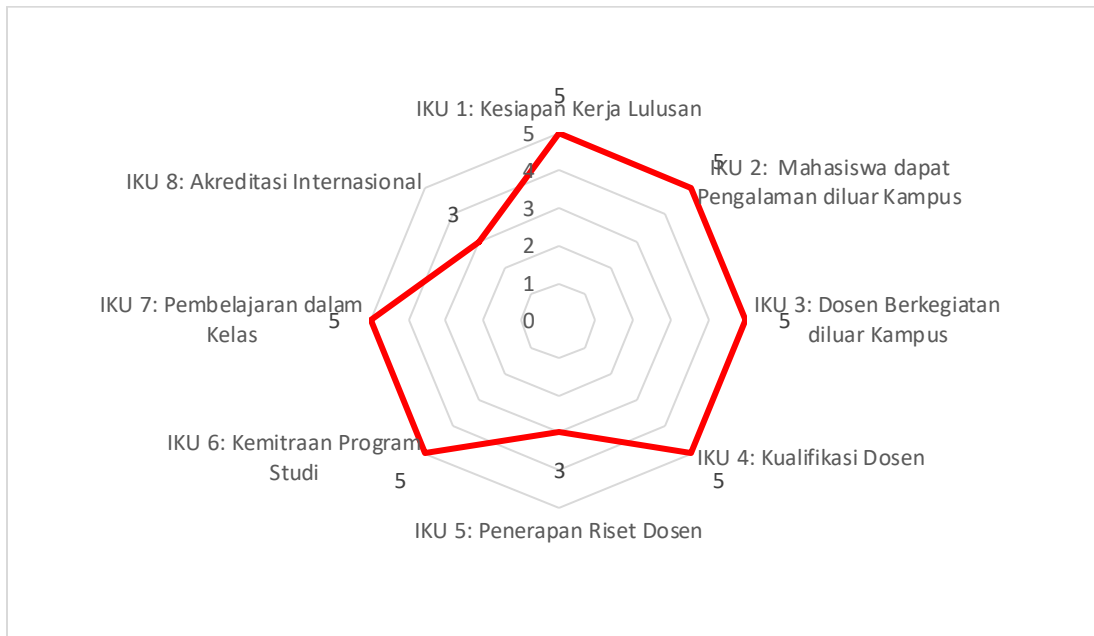 5
IKU 1: Kesiapan Kerja Lulusan
5
5
IKU 2:  Mahasiswa dapat
Pengalaman diluar Kampus
IKU 8: Akreditasi Internasional
4
3
3
2
1
0
IKU 7: Pembelajaran dalam
Kelas
5
IKU 3: Dosen Berkegiatan
diluar Kampus
5
IKU 6: Kemitraan Program
Studi
5
IKU 4: Kualifikasi Dosen
5
3
IKU 5: Penerapan Riset Dosen